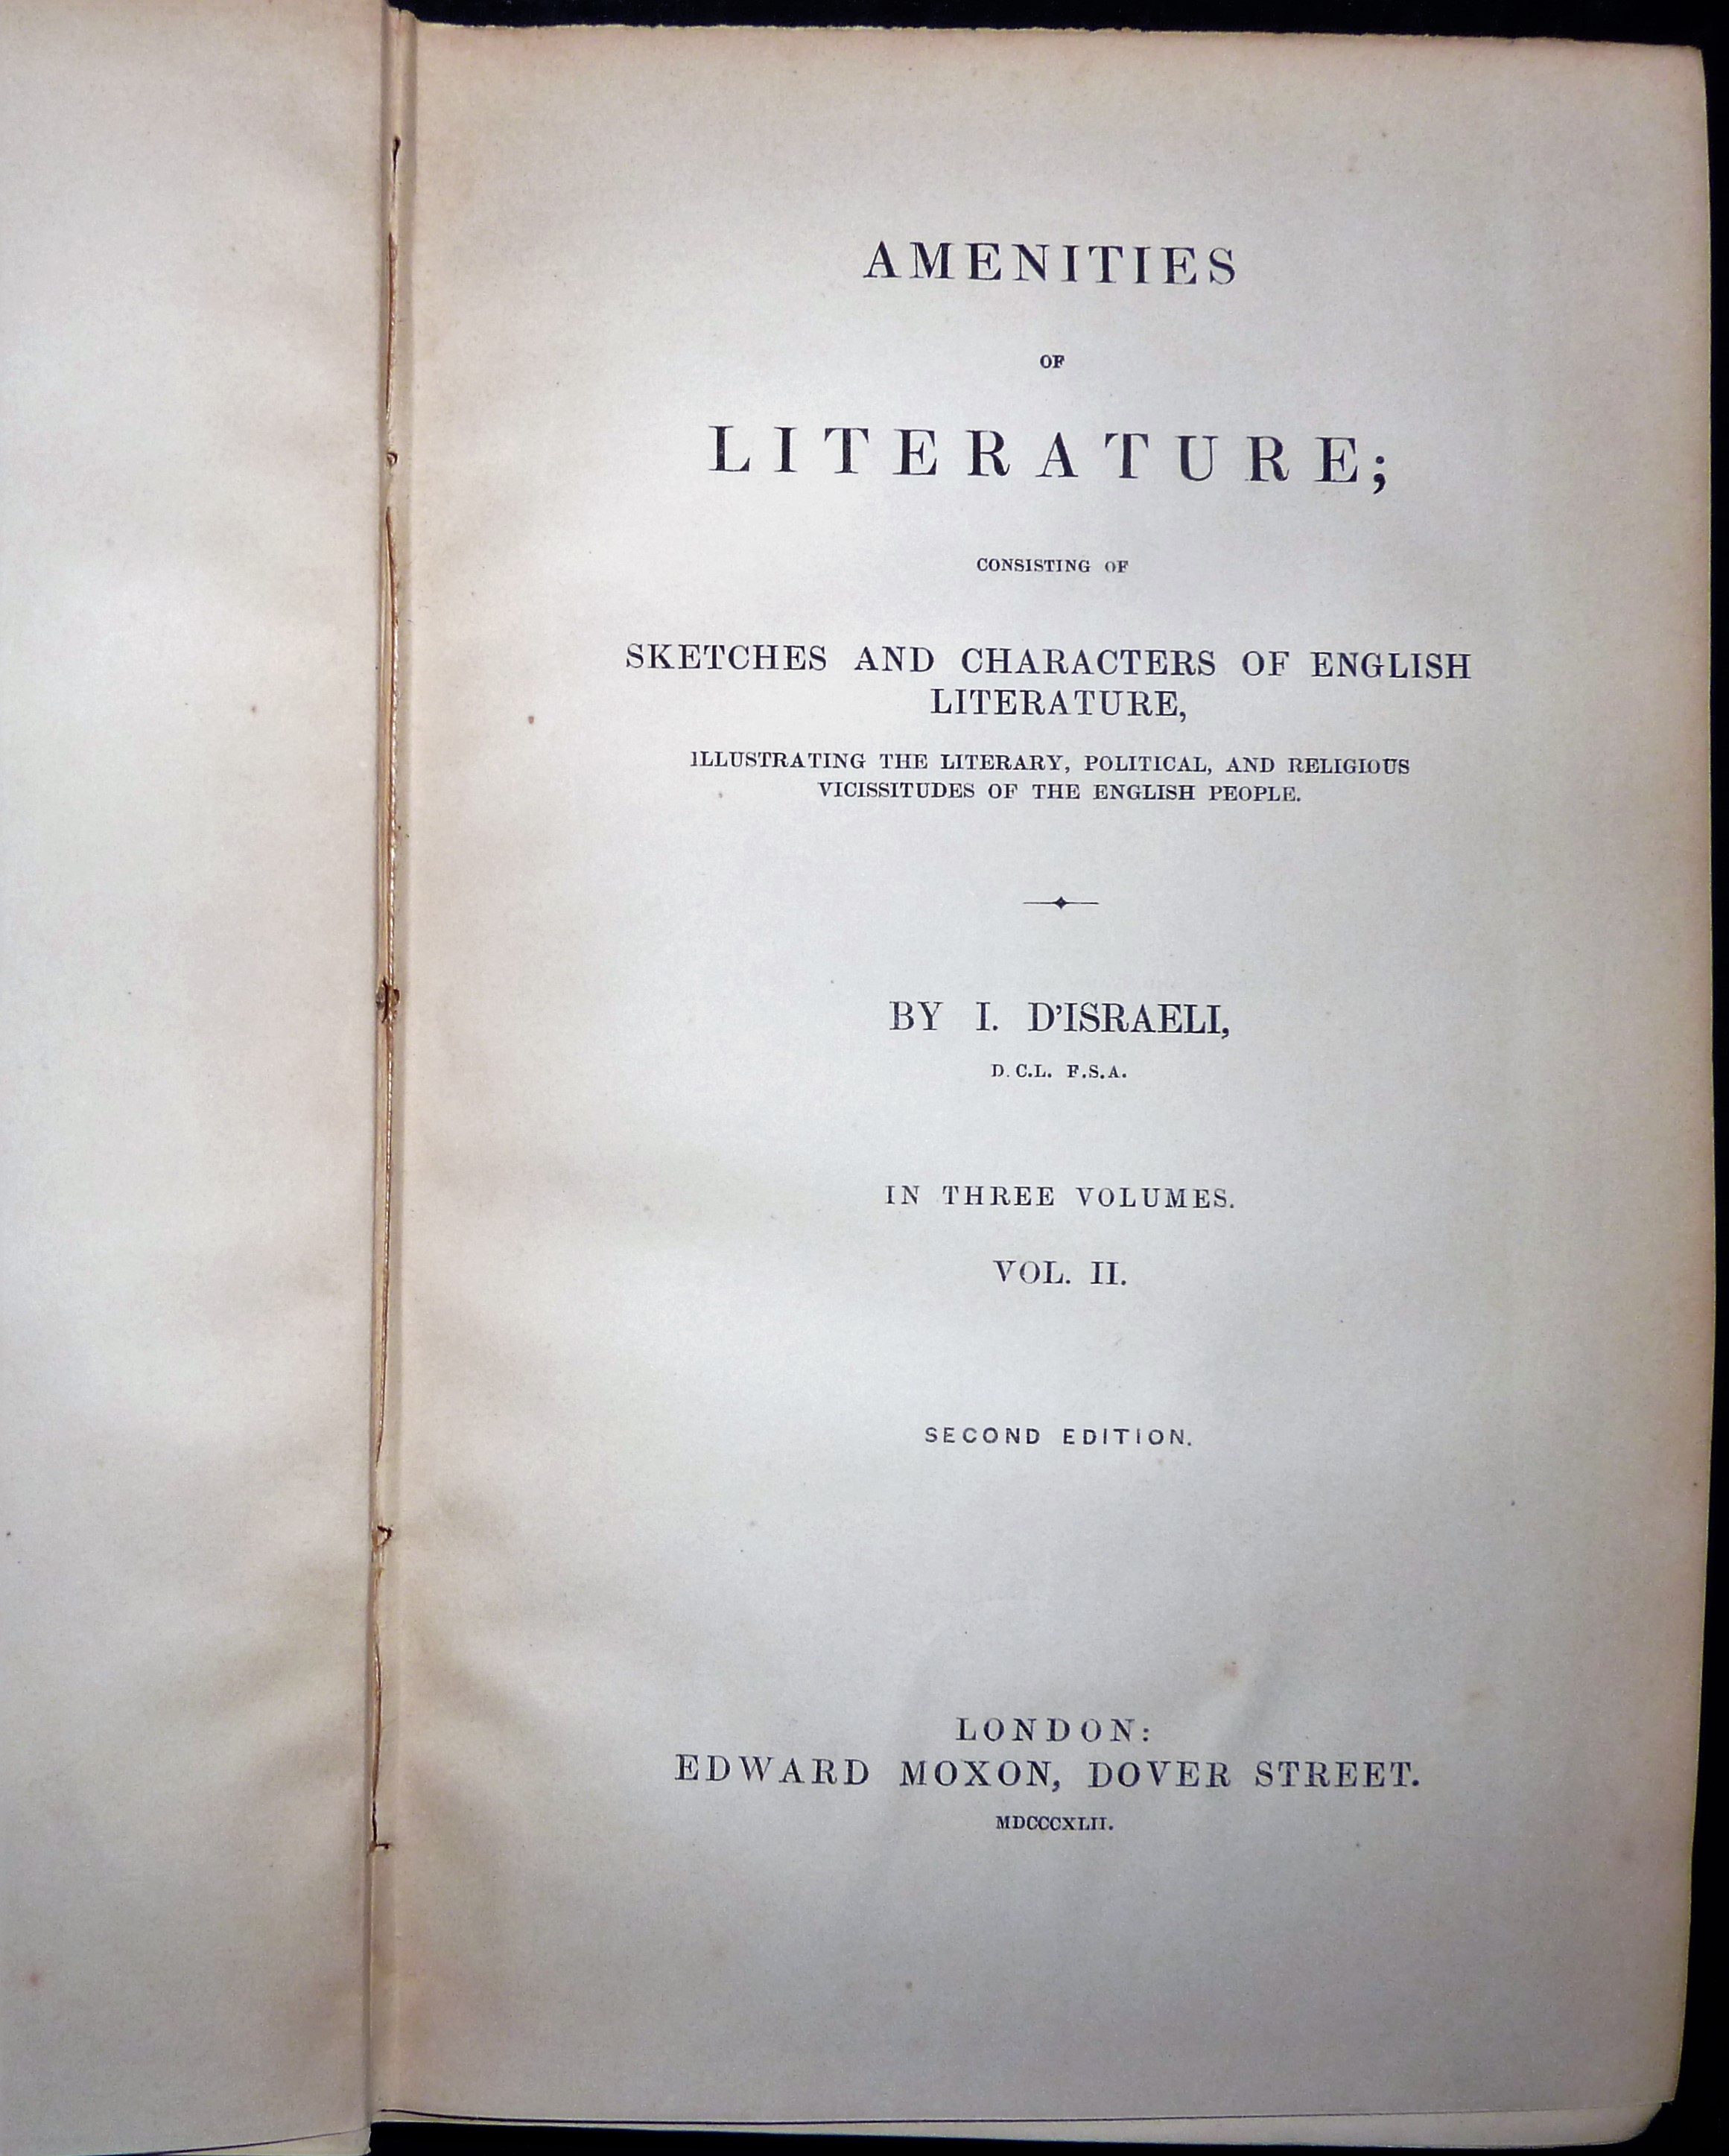 AMENITIES
OF
LITERATURE;
CONSISTING OF
SKETCHES AND CHARACTERS OF ENGLISH
LITERATURE,
ILLUSTRATING THE LITERARY, POLITICAL, AND RELIGIOUS
VICISSITUDES OF THE ENGLISH PEOPLE.
BY I. D'ISRAELI,
D.C.L. F.S.A.
IN THREE VOLUMES.
VOL. II.
SECOND EDITION.
LONDON:
EDWARD MOXON, DOVER STREET.
MDCCCXLII.